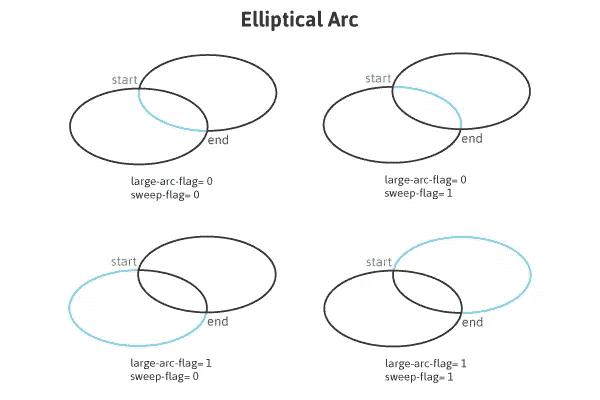 Elliptical Arc
start
end
large-arc-flag= 0
sweep-flag= 0
start
end
large-arc-flag= 0
sweep-flag= 1
start
end
large-arc-flag= 1
sweep-flag= 0
start
end
large-arc-flag= 1
sweep-flag= 1